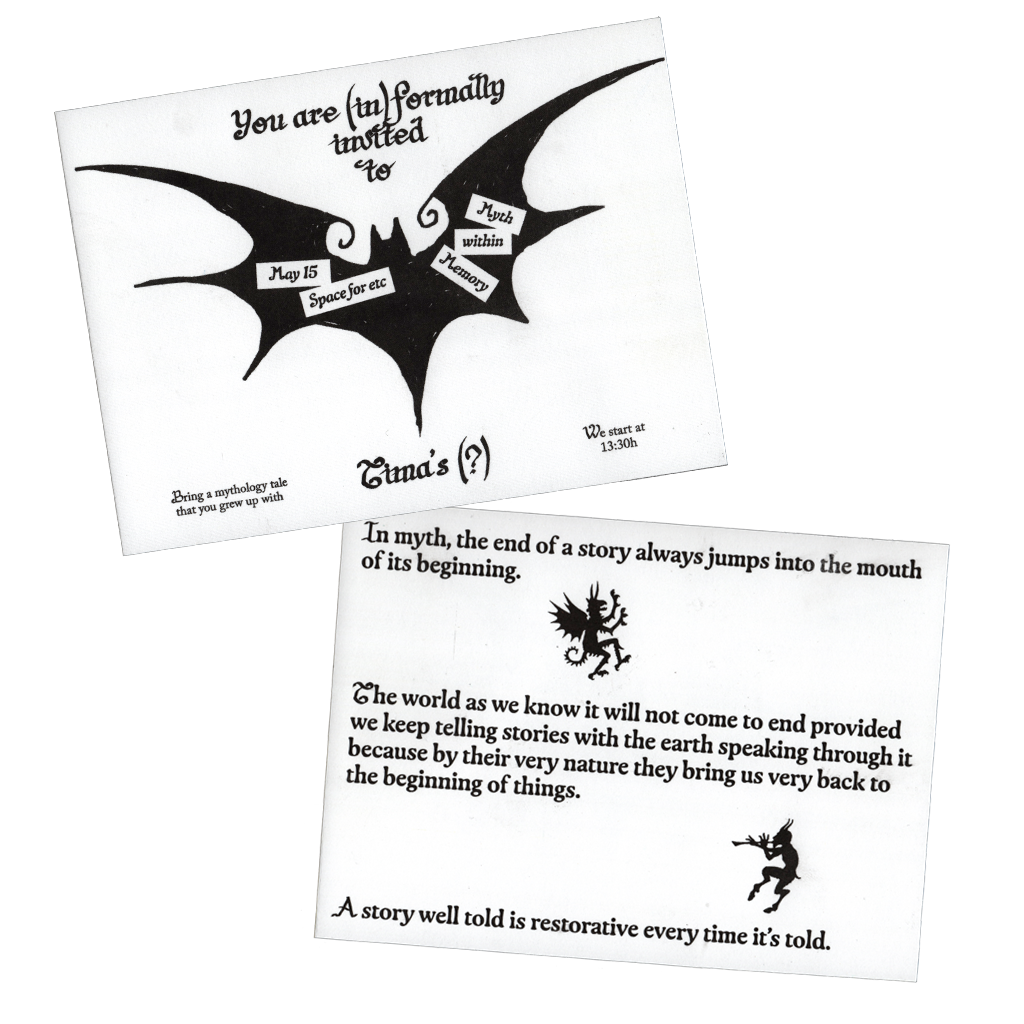 You are (in)formally
invited
to
Myth
within
Memory
May 15
Space for etc
We start at
13:30h
Tima's (?)
Bring a mythology tale
that you grew up with
In myth, the end of a story always jumps into the mouth
of its beginning.
The world as we know it will not come to end provided
we keep telling stories with the earth speaking through it
because by their very nature they bring us very back to
the beginning of things.
A story well told is restorative every time it's told.